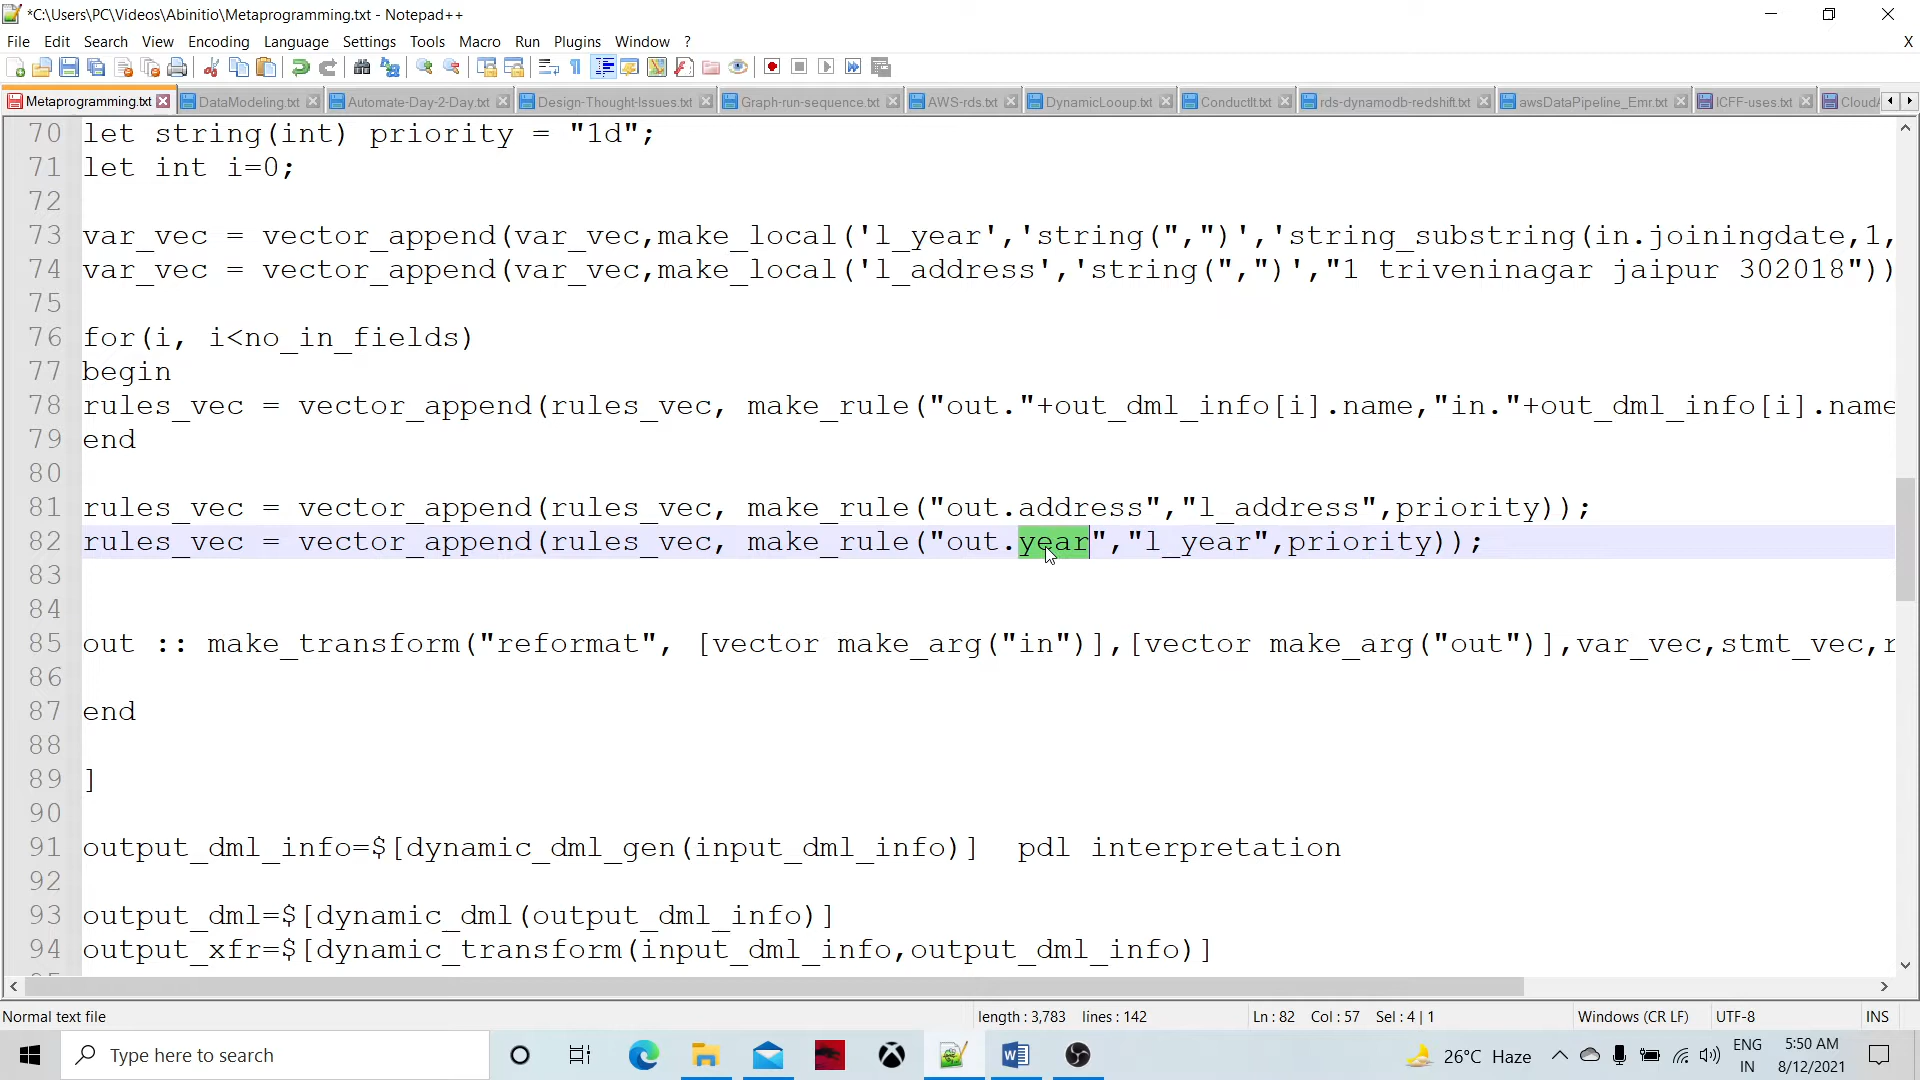 *C:\Users\PC\Videos\Abinitio\Metaprogramming.txt - Notepad++
File Edit Search View Encoding Language Settings Tools Macro Run Plugins Window ? X
Metaprogramming.txt DataModeling.txt Automate-Day-2-Day.txt Design-Thought-Issues.txt Graph-run-sequence.txt AWS-rds.txt DynamicLooup.txt ConductIt.txt rds-dynamodb-redshift.txt awsDataPipeline_Emr.txt ICFF-uses.txt
70 let string(int) priority = "1d";
71 let int i=0;
72
73 var_vec = vector_append(var_vec,make_local('l_year','string(",")','string_substring(in.joiningdate,1,
74 var_vec = vector_append(var_vec,make_local('l_address','string(",")',"1 triveninagar jaipur 302018"))
75
76 for(i, i<no_in_fields)
77 begin
78 rules_vec = vector_append(rules_vec, make_rule("out."+out_dml_info[i].name,"in."+out_dml_info[i].name
79 end
80
81 rules_vec = vector_append(rules_vec, make_rule("out.address","l_address",priority));
82 rules_vec = vector_append(rules_vec, make_rule("out.year","l_year",priority));
83
84
85 out :: make_transform("reformat", [vector make_arg("in")],[vector make_arg("out")],var_vec,stmt_vec,r
86
87 end
88
89 ]
90
91 output_dml_info=$[dynamic_dml_gen(input_dml_info)]  pdl interpretation
92
93 output_dml=$[dynamic_dml(output_dml_info)]
94 output_xfr=$[dynamic_transform(input_dml_info,output_dml_info)]
Normal text file length : 3,783 lines : 142 Ln : 82 Col : 57 Sel : 4 | 1 Windows (CR LF) UTF-8 INS
Type here to search 26°C Haze ENG IN 5:50 AM 8/12/2021